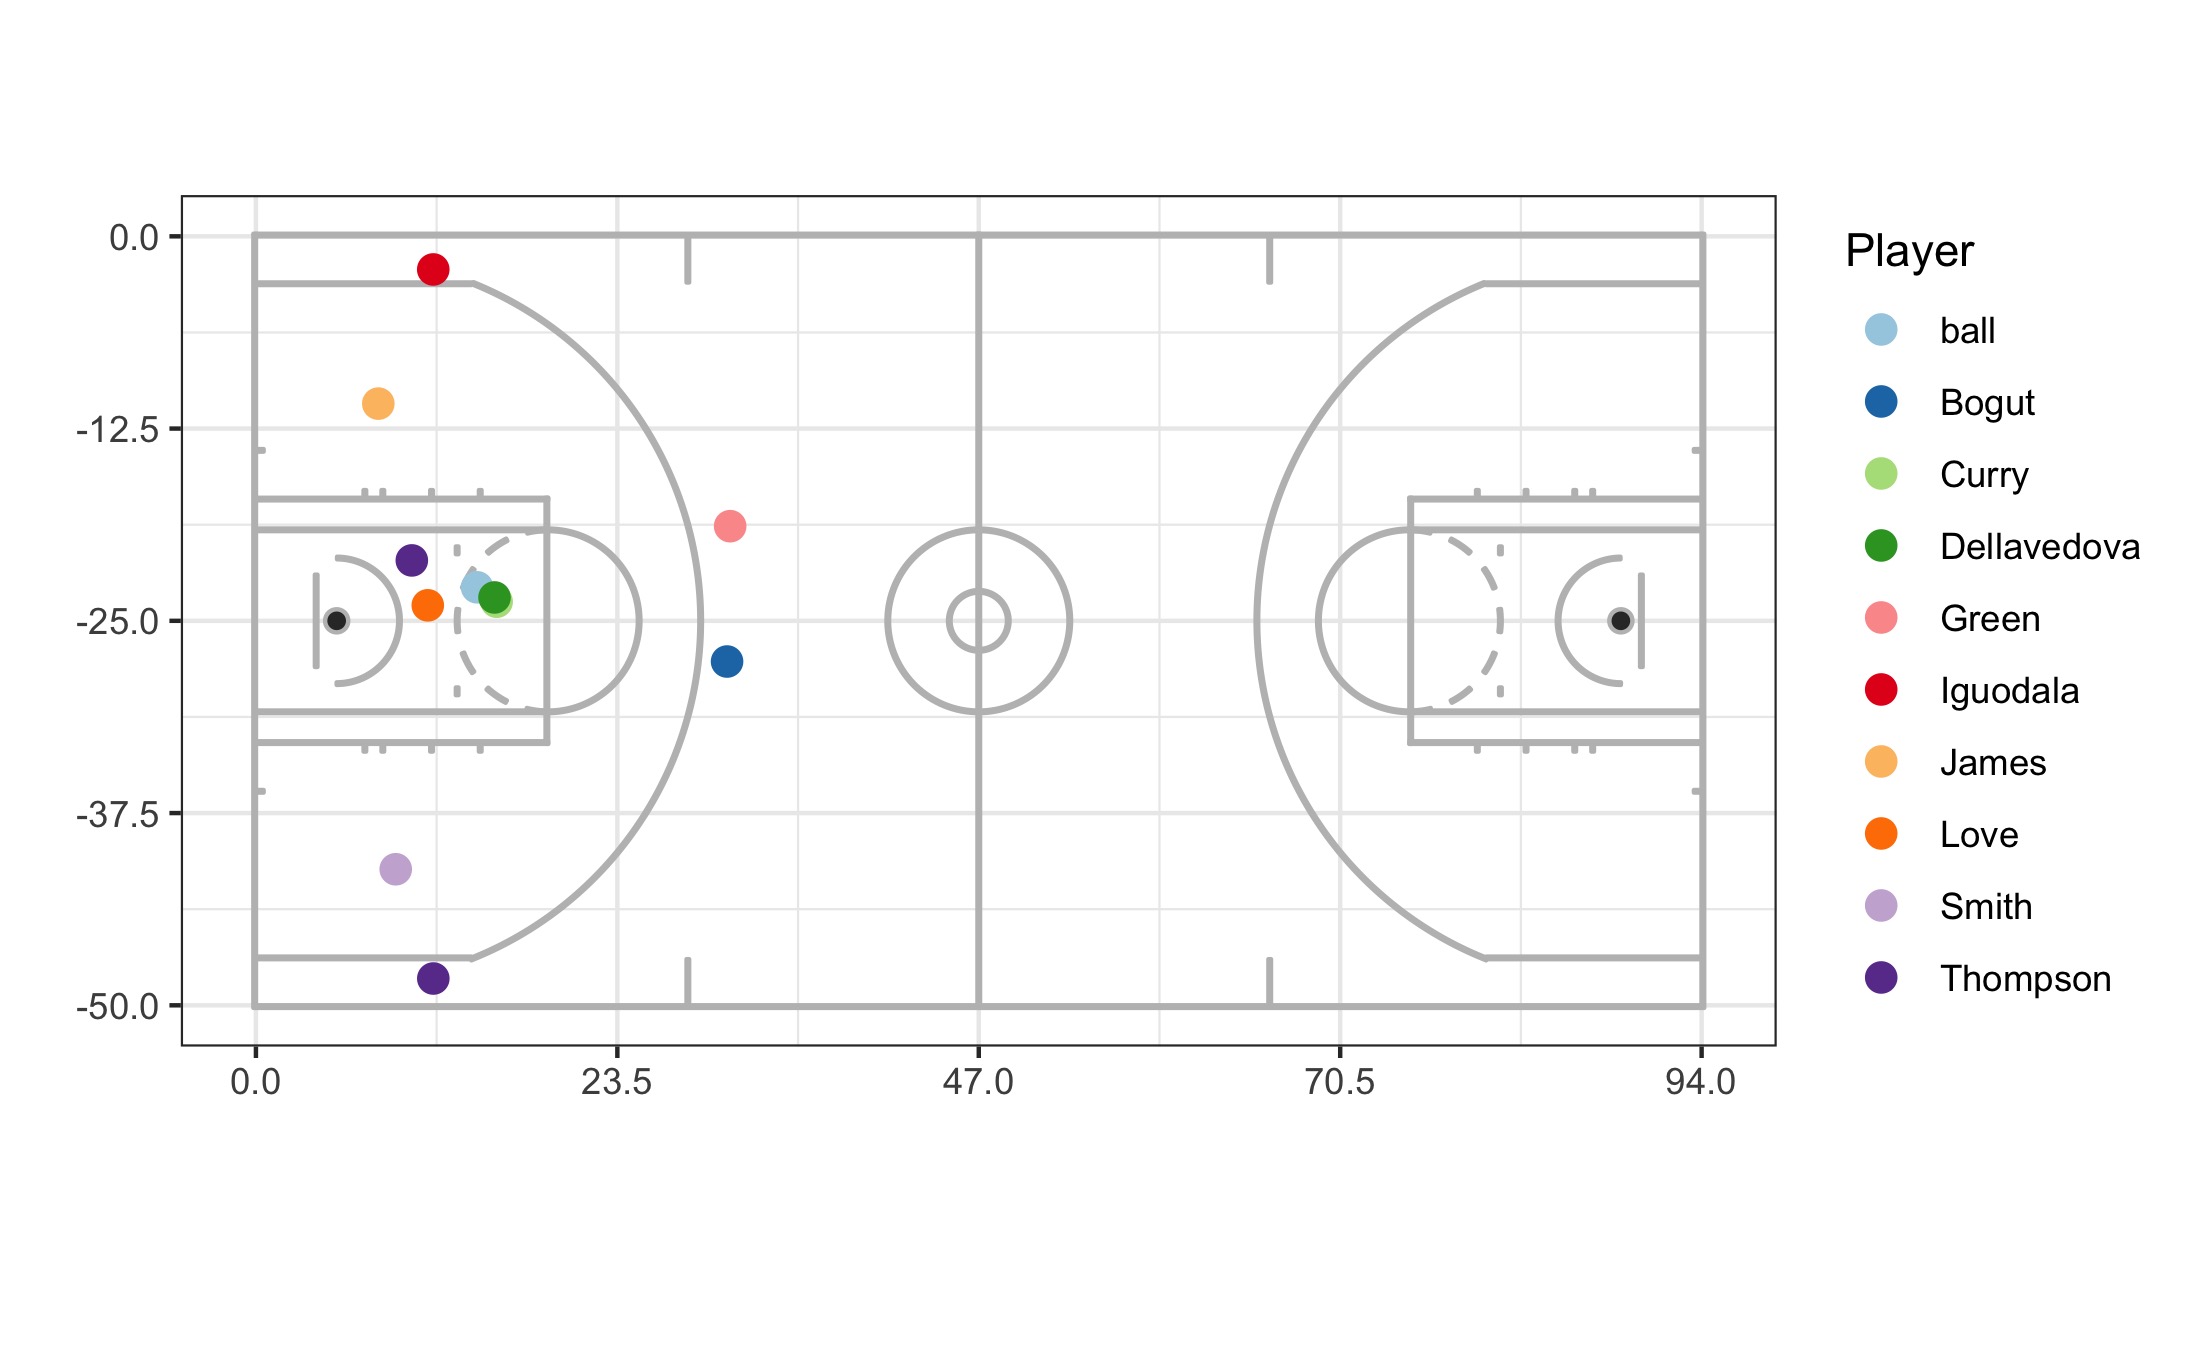 0.0
-12.5
-25.0
-37.5
-50.0
0.0 23.5 47.0 70.5 94.0
Player
ball
Bogut
Curry
Dellavedova
Green
Iguodala
James
Love
Smith
Thompson